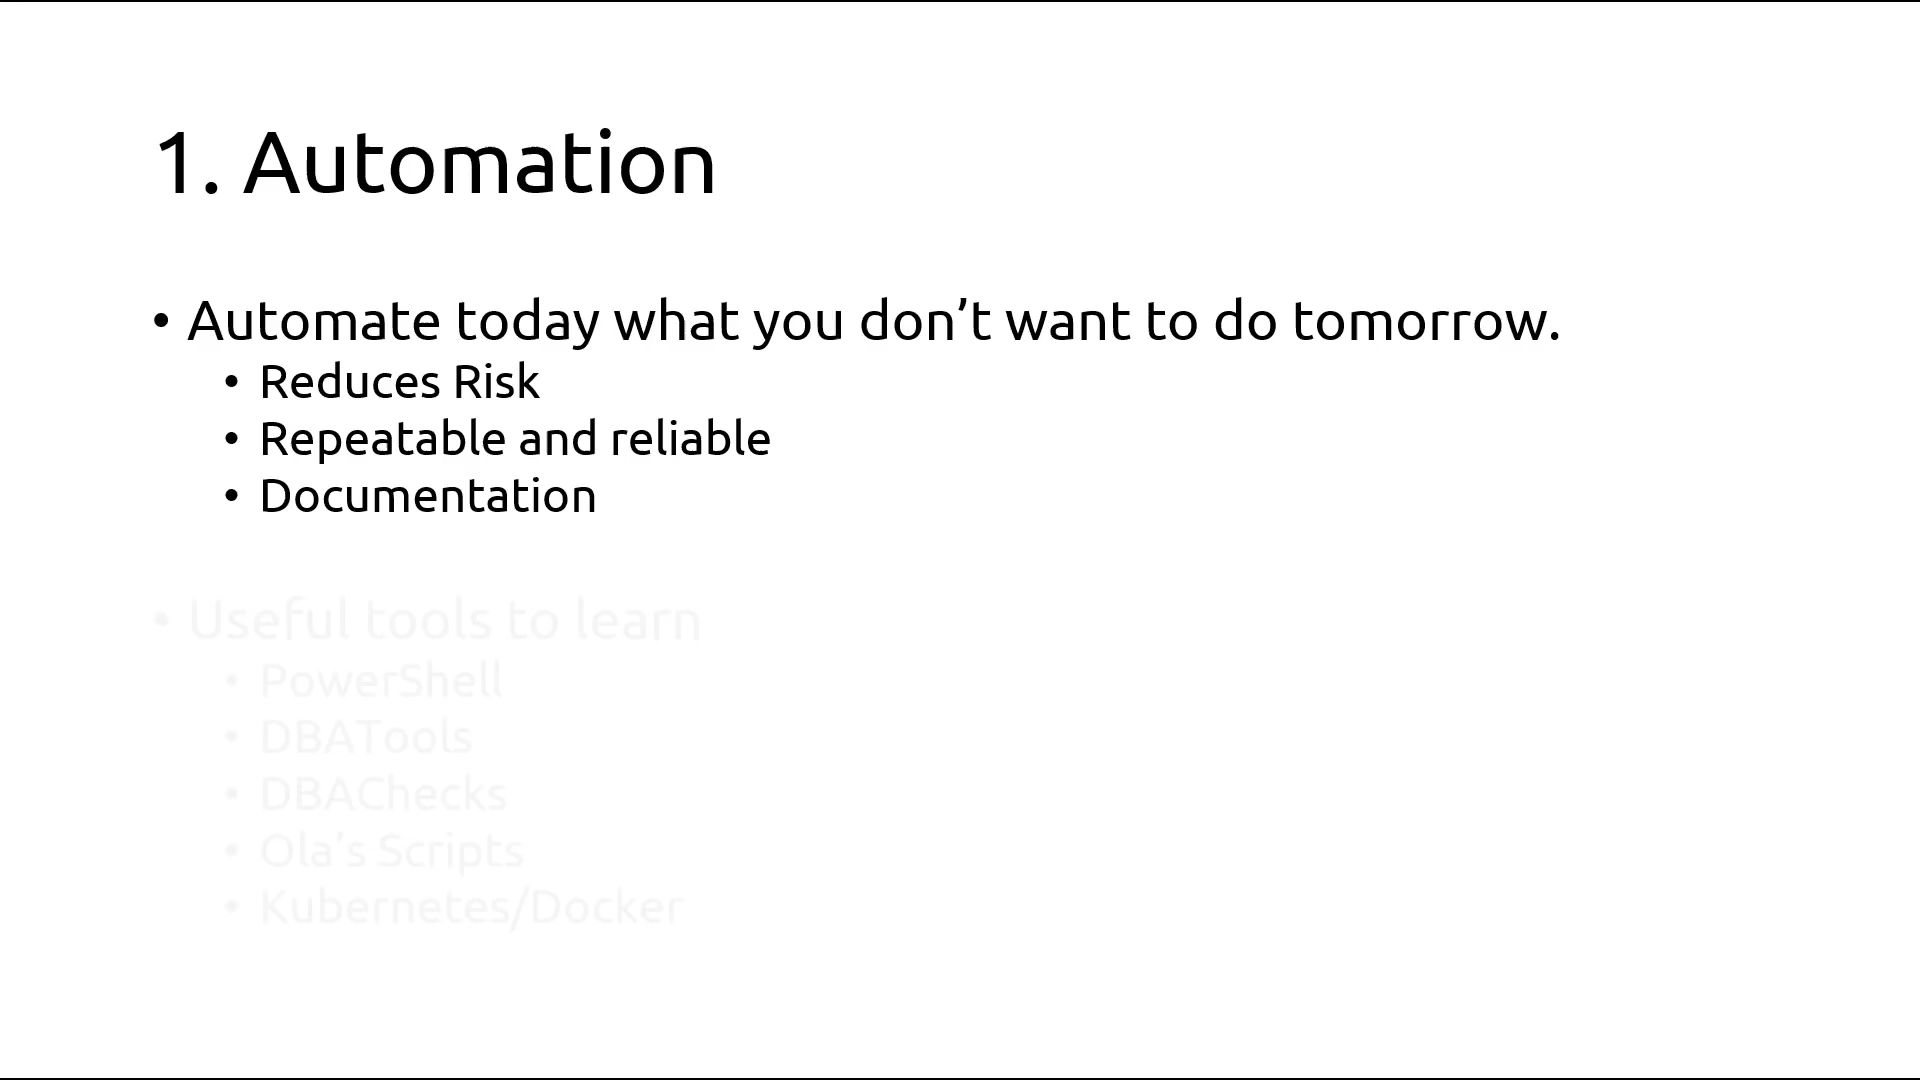 1. Automation
• Automate today what you don’t want to do tomorrow.
• Reduces Risk
• Repeatable and reliable
• Documentation
• Useful tools to learn
• PowerShell
• DBATools
• DBAChecks
• Ola’s Scripts
• Kubernetes/Docker